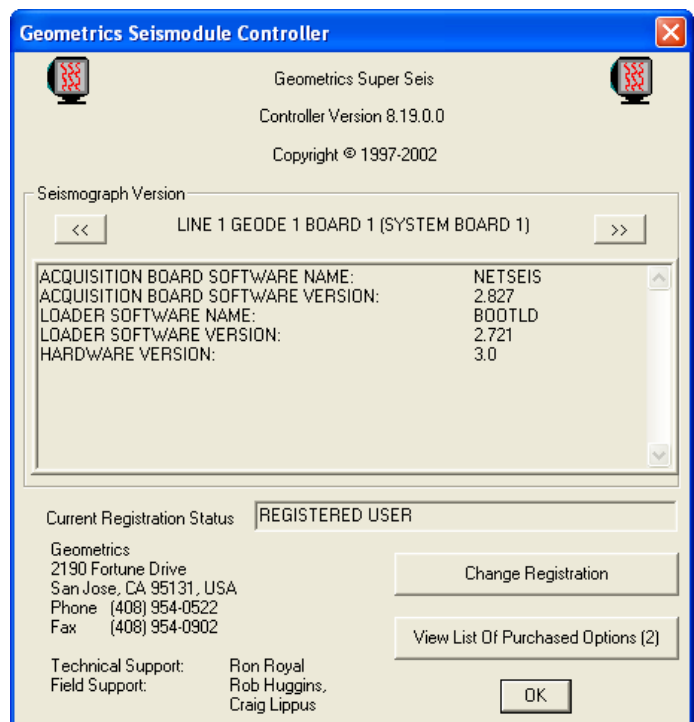 Geometrics Seismodule Controller
Geometrics Super Seis
Controller Version 8.19.0.0
Copyright © 1997-2002
Seismograph Version
<< LINE 1 GEODE 1 BOARD 1 (SYSTEM BOARD 1) >>
ACQUISITION BOARD SOFTWARE NAME: NETSEIS
ACQUISITION BOARD SOFTWARE VERSION: 2.827
LOADER SOFTWARE NAME: BOOTLD
LOADER SOFTWARE VERSION: 2.721
HARDWARE VERSION: 3.0
Current Registration Status REGISTERED USER
Geometrics
2190 Fortune Drive
San Jose, CA 95131, USA
Phone (408) 954-0522
Fax (408) 954-0902
Change Registration
View List Of Purchased Options (2)
Technical Support: Ron Royal
Field Support: Rob Huggins,
Craig Lippus
OK